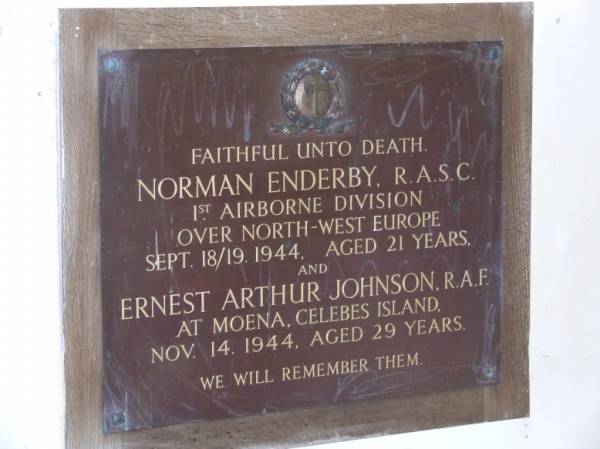 FAITHFUL UNTO DEATH.
NORMAN ENDERBY, R.A.S.C.
1ST AIRBORNE DIVISION
OVER NORTH-WEST EUROPE
SEPT. 18/19. 1944, AGED 21 YEARS,
AND
ERNEST ARTHUR JOHNSON, R.A.F.
AT MOENA, CELEBES ISLAND,
NOV. 14. 1944, AGED 29 YEARS.
WE WILL REMEMBER THEM.